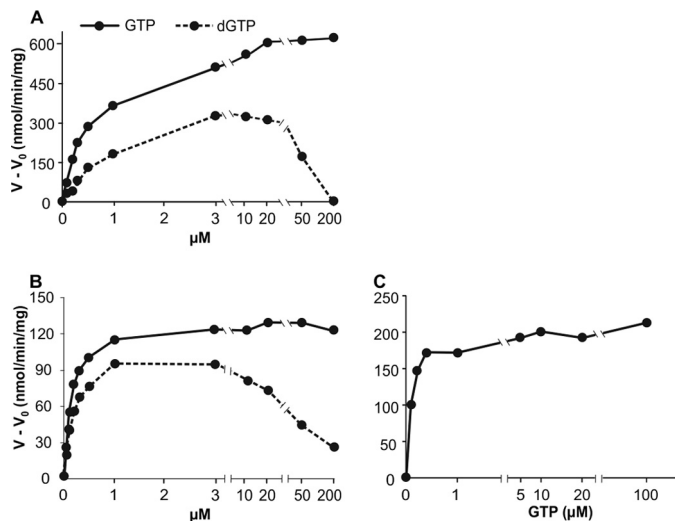 A
GTP dGTP
V - V₀ (nmol/min/mg)
600
450
300
150
0
0 1 2 3 10 20 50 200
µM
B
V - V₀ (nmol/min/mg)
150
120
90
60
30
0
0 1 2 3 10 20 50 200
µM
C
250
200
150
100
50
0
0 1 5 10 20 100
GTP (µM)